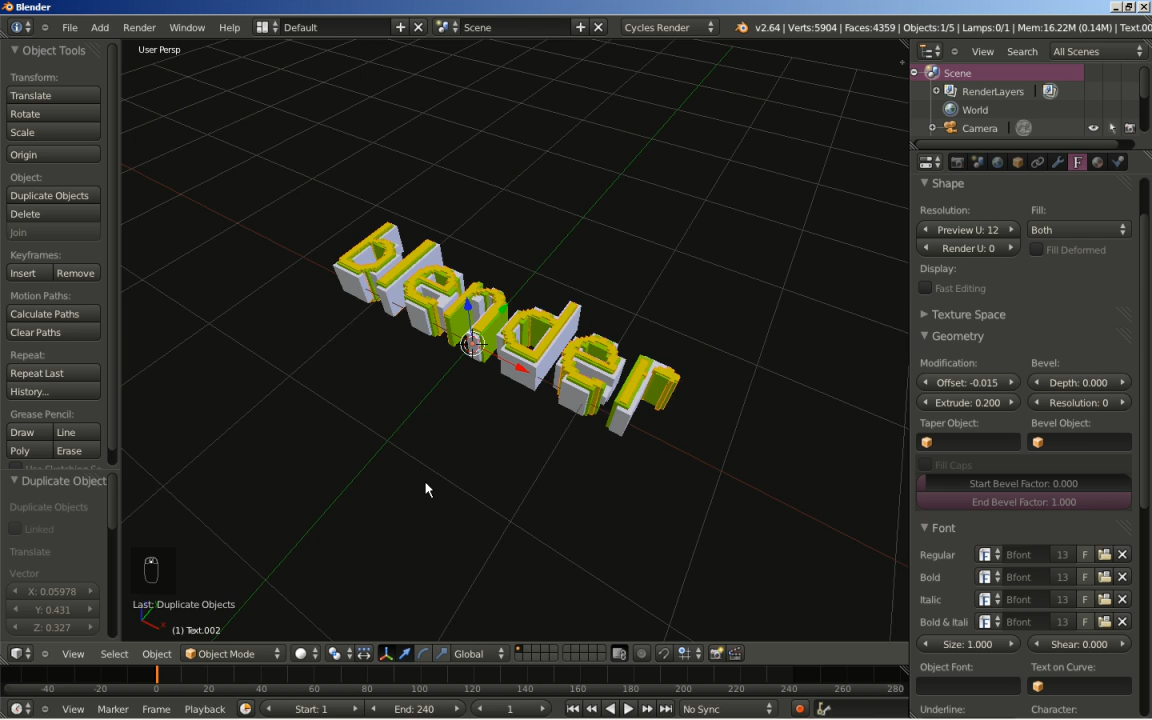 Blender
File Add Render Window Help Default Scene Cycles Render v2.64 | Verts:5904 | Faces:4359 | Objects:1/5 | Lamps:0/1 | Mem:16.22M (0.14M) | Text.00
Object Tools
Transform:
Translate
Rotate
Scale
Origin
Object:
Duplicate Objects
Delete
Join
Keyframes:
Insert Remove
Motion Paths:
Calculate Paths
Clear Paths
Repeat:
Repeat Last
History...
Grease Pencil:
Draw Line
Poly Erase
Duplicate Object
Duplicate Objects
Linked
Translate
Vector
X: 0.05978
Y: 0.431
Z: 0.327
User Persp
blender
Last: Duplicate Objects
(1) Text.002
View Select Object Object Mode Global
View Search All Scenes
Scene
RenderLayers
World
Camera
Shape
Resolution: Fill:
Preview U: 12 Both
Render U: 0 Fill Deformed
Display:
Fast Editing
Texture Space
Geometry
Modification: Bevel:
Offset: -0.015 Depth: 0.000
Extrude: 0.200 Resolution: 0
Taper Object: Bevel Object:
Fill Caps
Start Bevel Factor: 0.000
End Bevel Factor: 1.000
Font
Regular Bfont 13 F
Bold Bfont 13 F
Italic Bfont 13 F
Bold & Itali Bfont 13 F
Size: 1.000 Shear: 0.000
Object Font: Text on Curve:
Underline: Character:
-40 -20 0 20 40 60 80 100 120 140 160 180 200 220 240 260 280
View Marker Frame Playback Start: 1 End: 240 1 No Sync